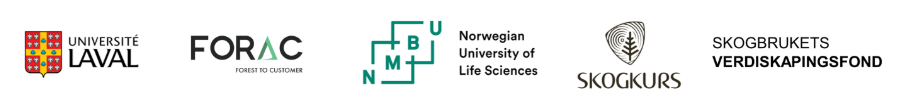 UNIVERSITÉ
LAVAL
FORAC
FOREST TO CUSTOMER
N M B U
Norwegian
University of
Life Sciences
SKOGKURS
SKOGBRUKETS
VERDISKAPINGSFOND